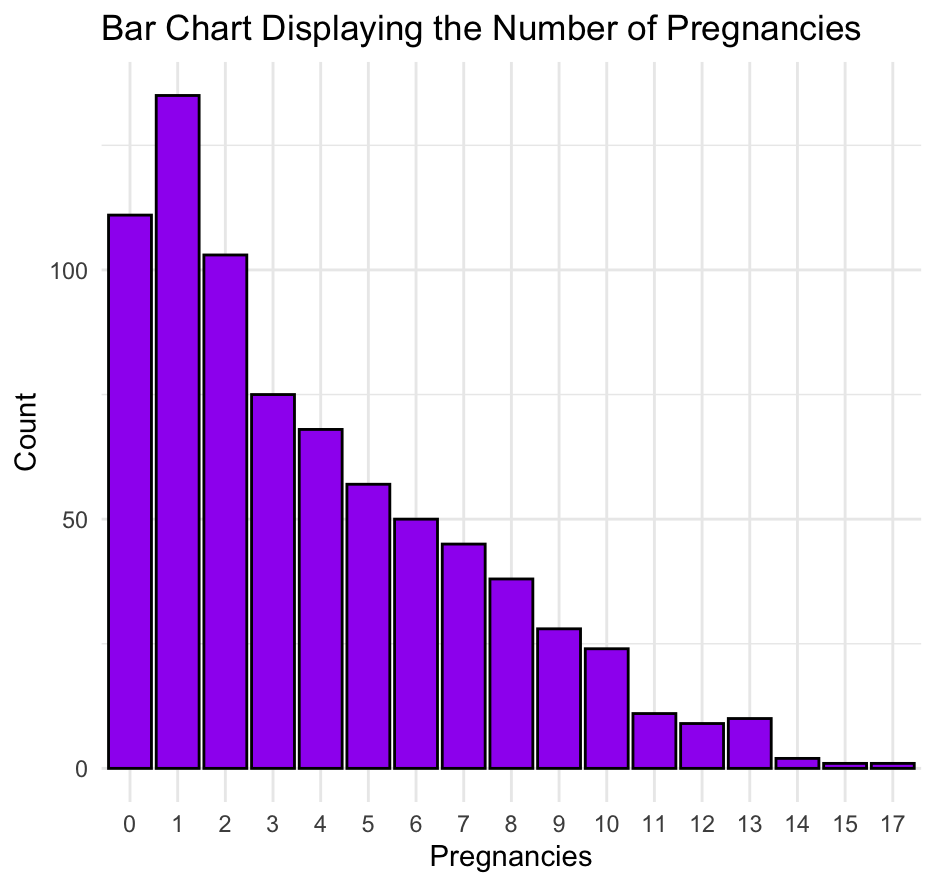 Bar Chart Displaying the Number of Pregnancies
Count
100
50
0
0 1 2 3 4 5 6 7 8 9 10 11 12 13 14 15 17
Pregnancies